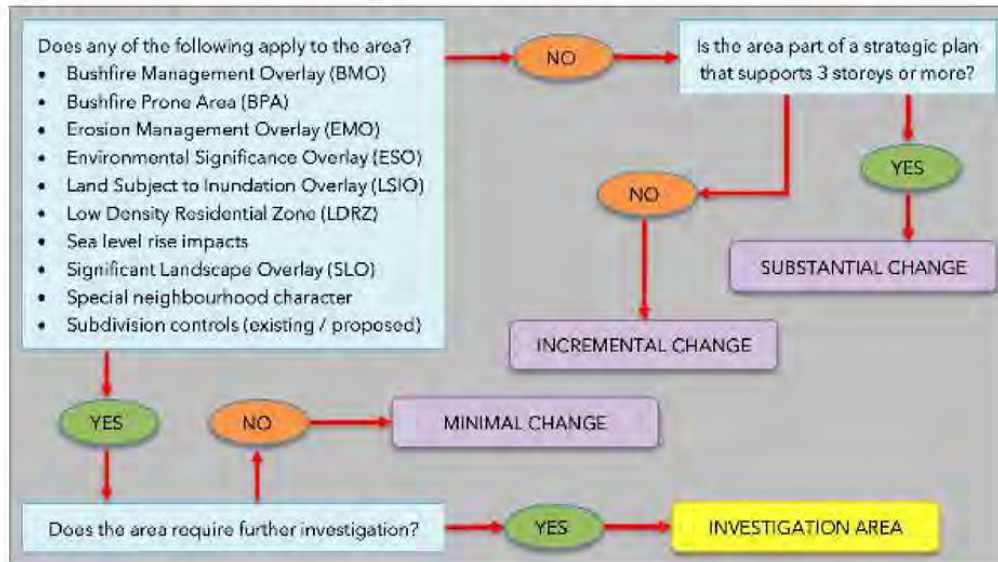 Does any of the following apply to the area?
• Bushfire Management Overlay (BMO)
• Bushfire Prone Area (BPA)
• Erosion Management Overlay (EMO)
• Environmental Significance Overlay (ESO)
• Land Subject to Inundation Overlay (LSIO)
• Low Density Residential Zone (LDRZ)
• Sea level rise impacts
• Significant Landscape Overlay (SLO)
• Special neighbourhood character
• Subdivision controls (existing / proposed)
NO
Is the area part of a strategic plan
that supports 3 storeys or more?
NO
YES
SUBSTANTIAL CHANGE
INCREMENTAL CHANGE
YES
NO
MINIMAL CHANGE
Does the area require further investigation?
YES
INVESTIGATION AREA